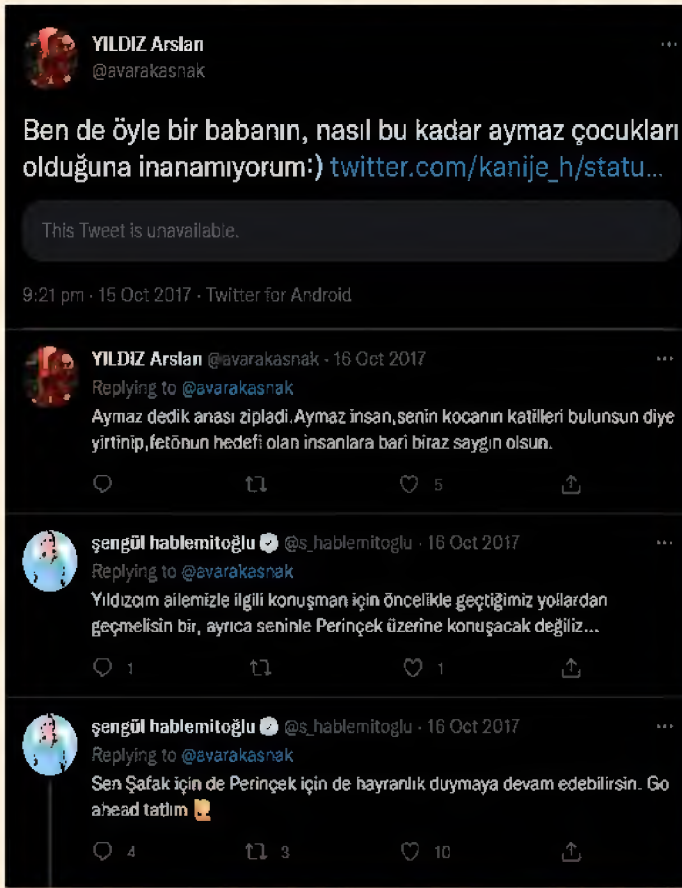 YILDIZ Arslan
@avarakasnak
Ben de öyle bir babanın, nasıl bu kadar aymaz çocukları
olduğuna inanamıyorum:) twitter.com/kanije_h/statu...
This Tweet is unavailable.
9:21 pm · 15 Oct 2017 · Twitter for Android
YILDIZ Arslan @avarakasnak · 16 Oct 2017
Replying to @avarakasnak
Aymaz dedik anası zipladi.Aymaz insan,senin kocanın katilleri bulunsun diye
yirtinip,fetönun hedefi olan insanlara bari biraz saygın olsun.
5
şengül hablemitoğlu @s_hablemitoglu · 16 Oct 2017
Replying to @avarakasnak
Yıldızcım ailemizle ilgili konuşman için öncelikle geçtiğimiz yollardan
geçmelisin bir, ayrıca seninle Perinçek üzerine konuşacak değiliz...
1 1
şengül hablemitoğlu @s_hablemitoglu · 16 Oct 2017
Replying to @avarakasnak
Sen Şafak için de Perinçek için de hayranlık duymaya devam edebilirsin. Go
ahead tatlım
4 3 10